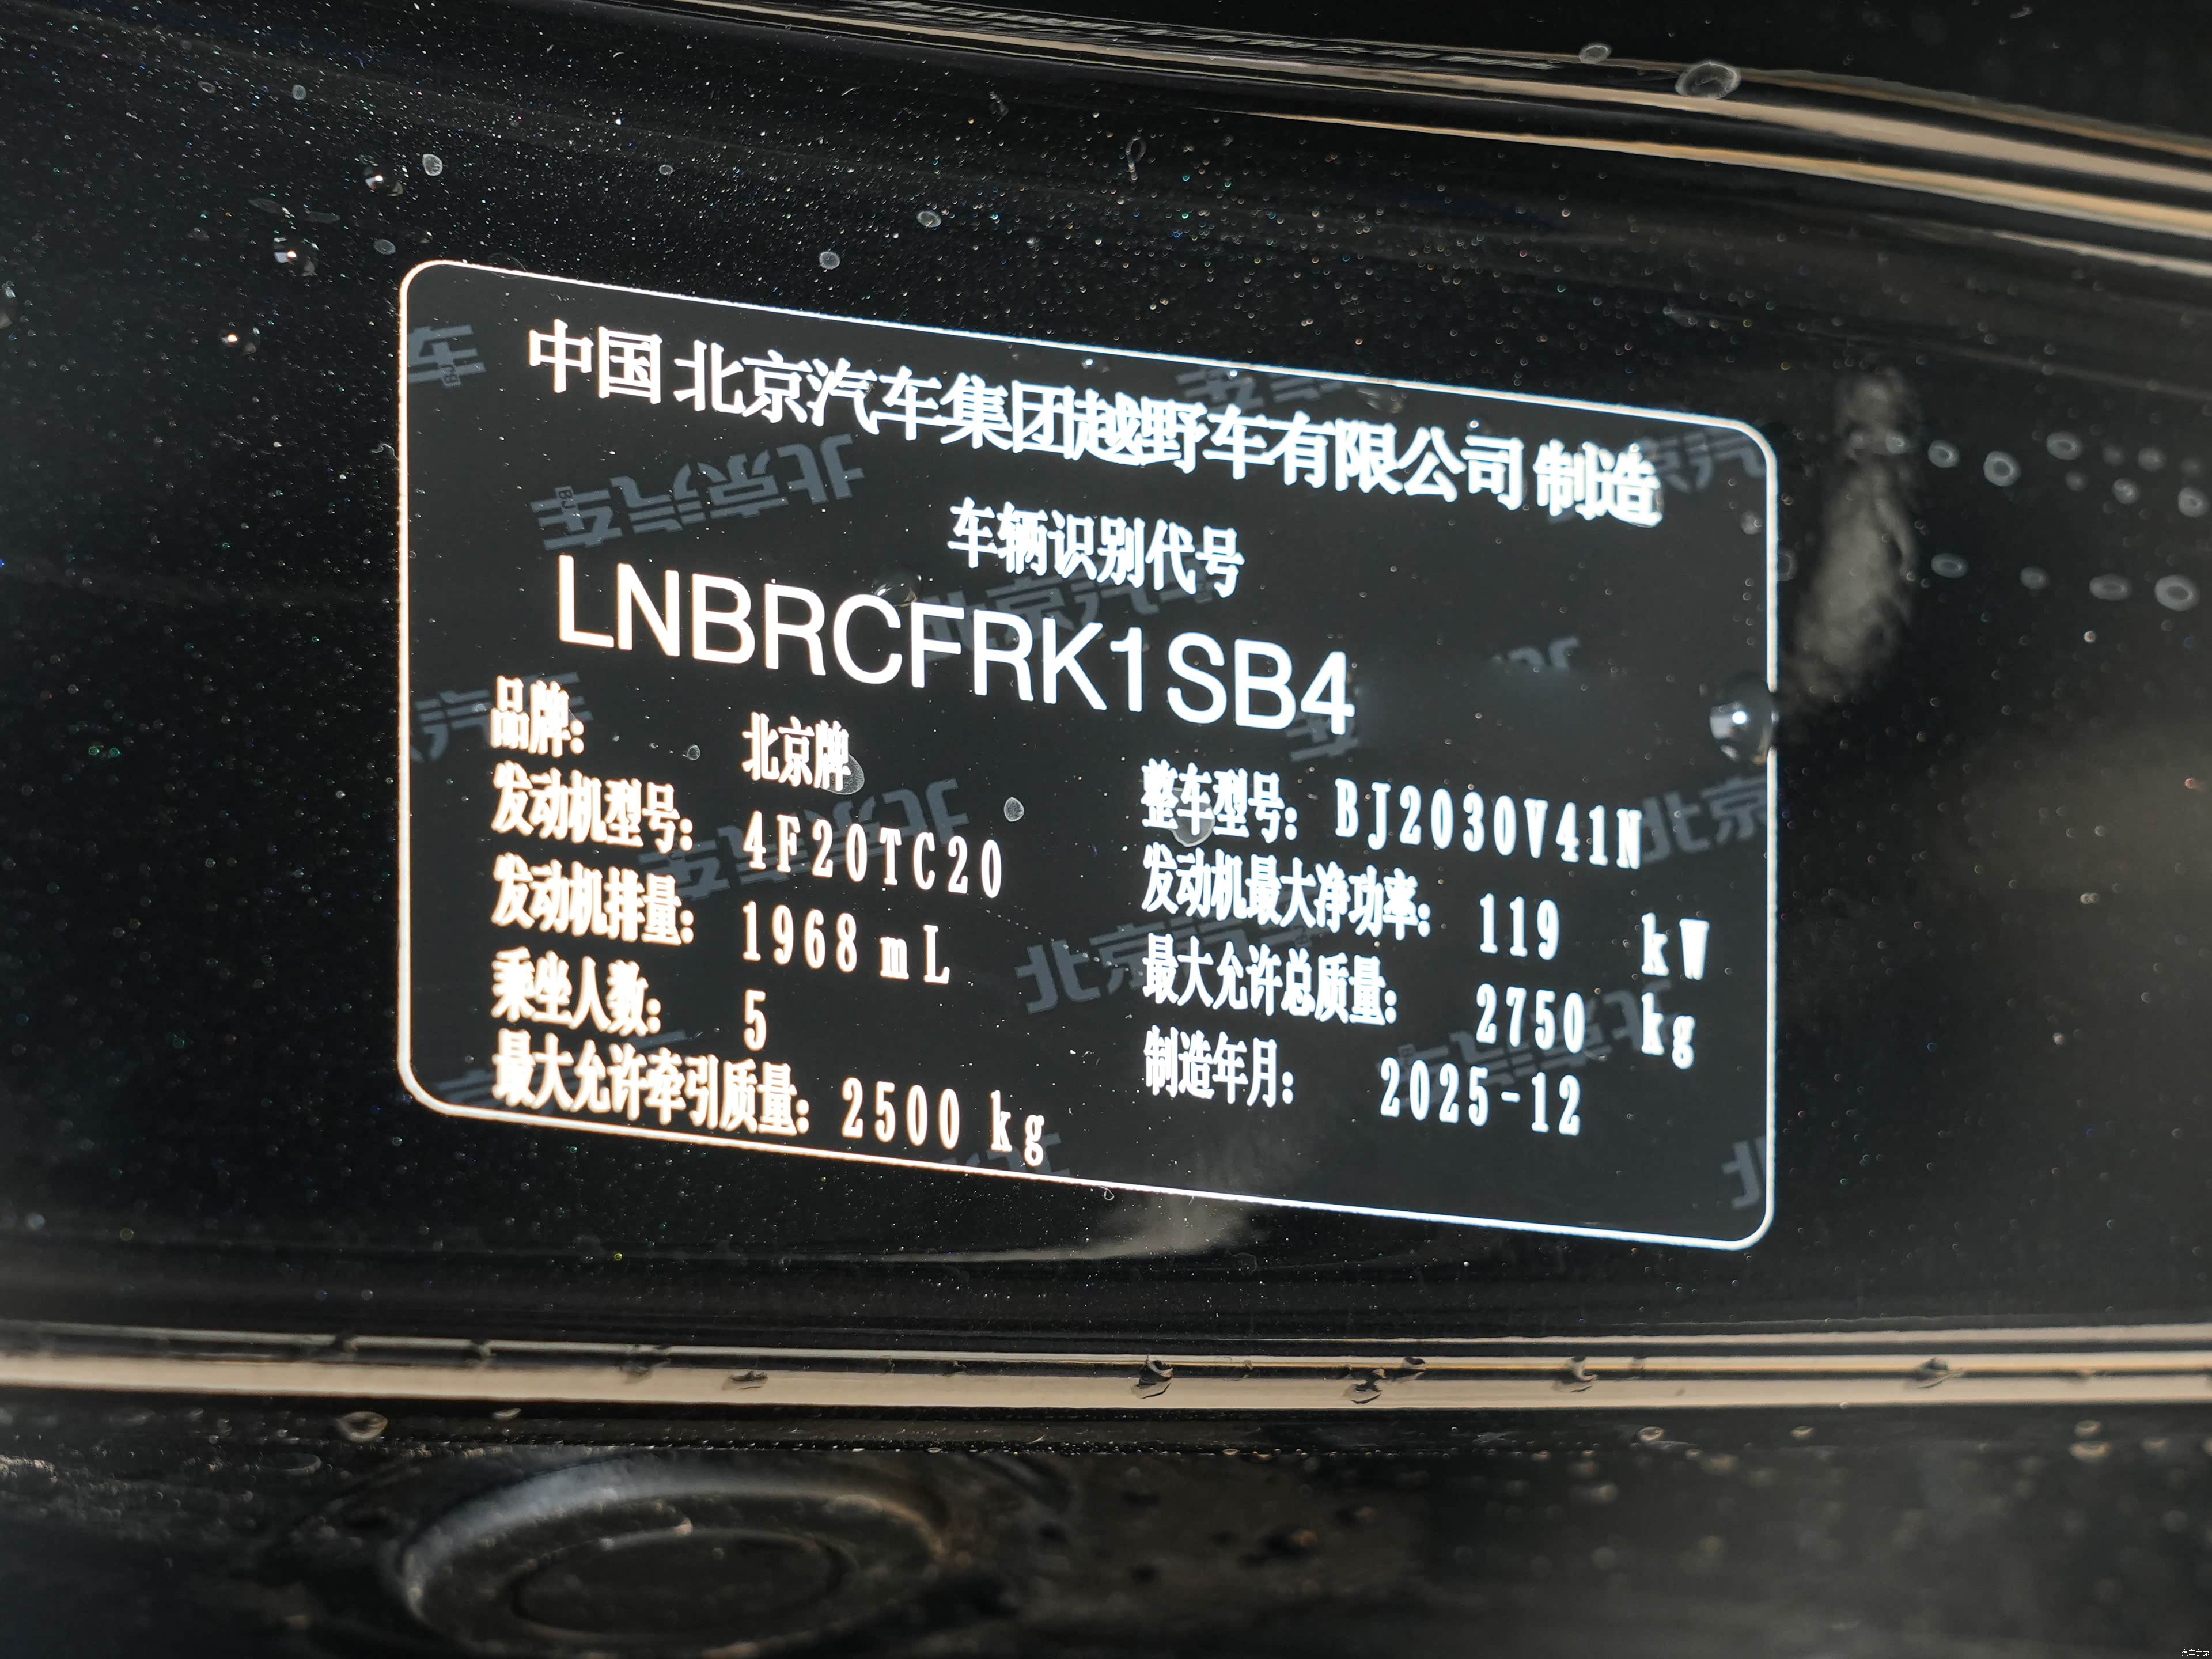 中国北京汽车集团越野车有限公司制造
车辆识别代号
LNBRCFRK1SB4
品牌: 北京牌
整车型号: BJ2030V41N
发动机型号: 4F20TC20
发动机最大净功率: 119 kW
发动机排量: 1968 mL
最大允许总质量: 2750 kg
乘坐人数: 5
制造年月: 2025-12
最大允许牵引质量: 2500 kg
北京汽车
汽车之家